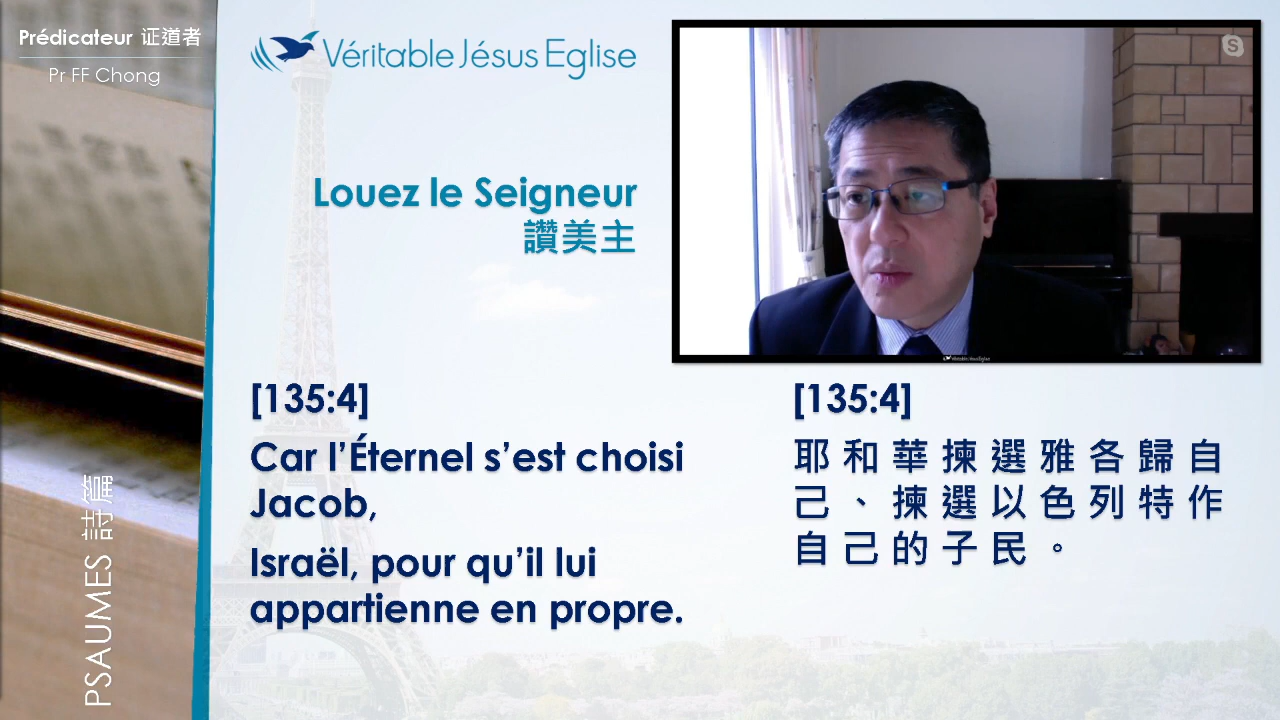 Prédicateur 证道者
Pr FF Chong
Véritable Jésus Eglise
Louez le Seigneur
讚美主
[135:4]
Car l’Éternel s’est choisi
Jacob,
Israël, pour qu’il lui
appartienne en propre.
[135:4]
耶和華揀選雅各歸自
己、揀選以色列特作
自己的子民。
PSAUMES 詩篇
Véritable Jésus Eglise